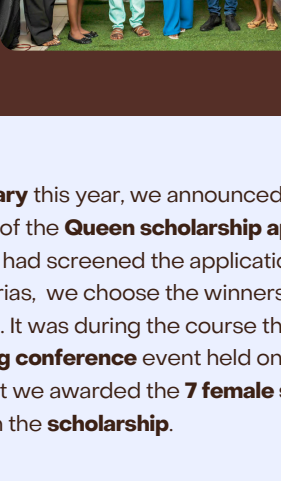 ary this year, we announced
of the Queen scholarship a
had screened the applicati
rias, we choose the winners
. It was during the course th
g conference event held on
t we awarded the 7 female s
n the scholarship.